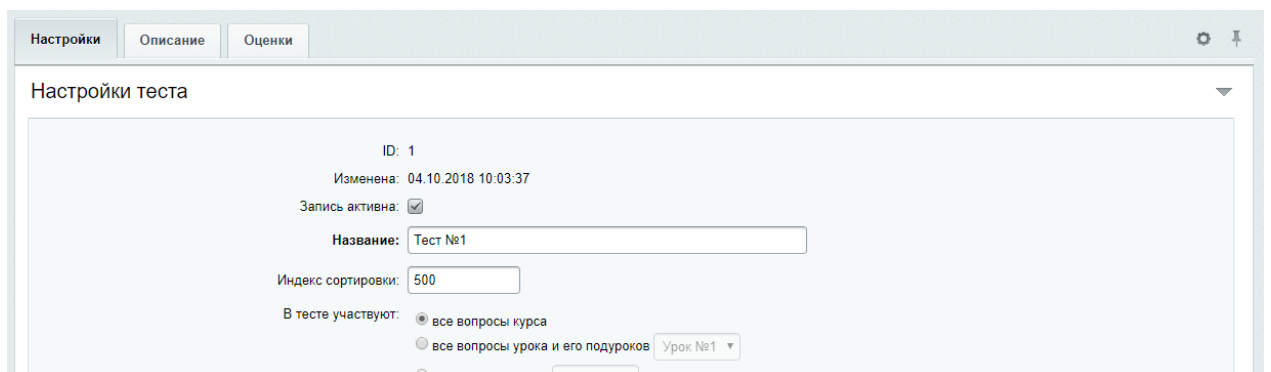 Настройки Описание Оценки
Настройки теста
ID: 1
Изменена: 04.10.2018 10:03:37
Запись активна:
Название: Тест №1
Индекс сортировки: 500
В тесте участвуют: все вопросы курса
все вопросы урока и его подуроков Урок №1